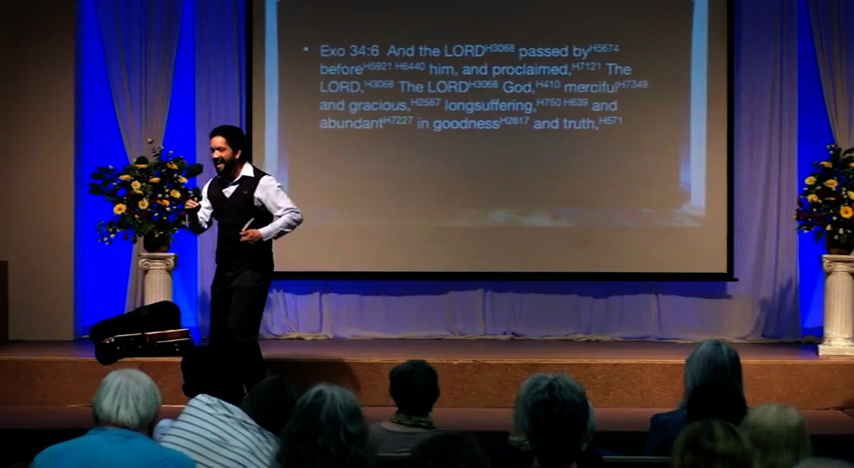 • Exo 34:6 And the LORDH3068 passed byH5674
beforeH5921 H6440 him, and proclaimed,H7121 The
LORD,H3068 The LORDH3068 God,H410 mercifulH7349
and gracious,H2587 longsuffering,H750 H639 and
abundantH7227 in goodnessH2617 and truth,H571